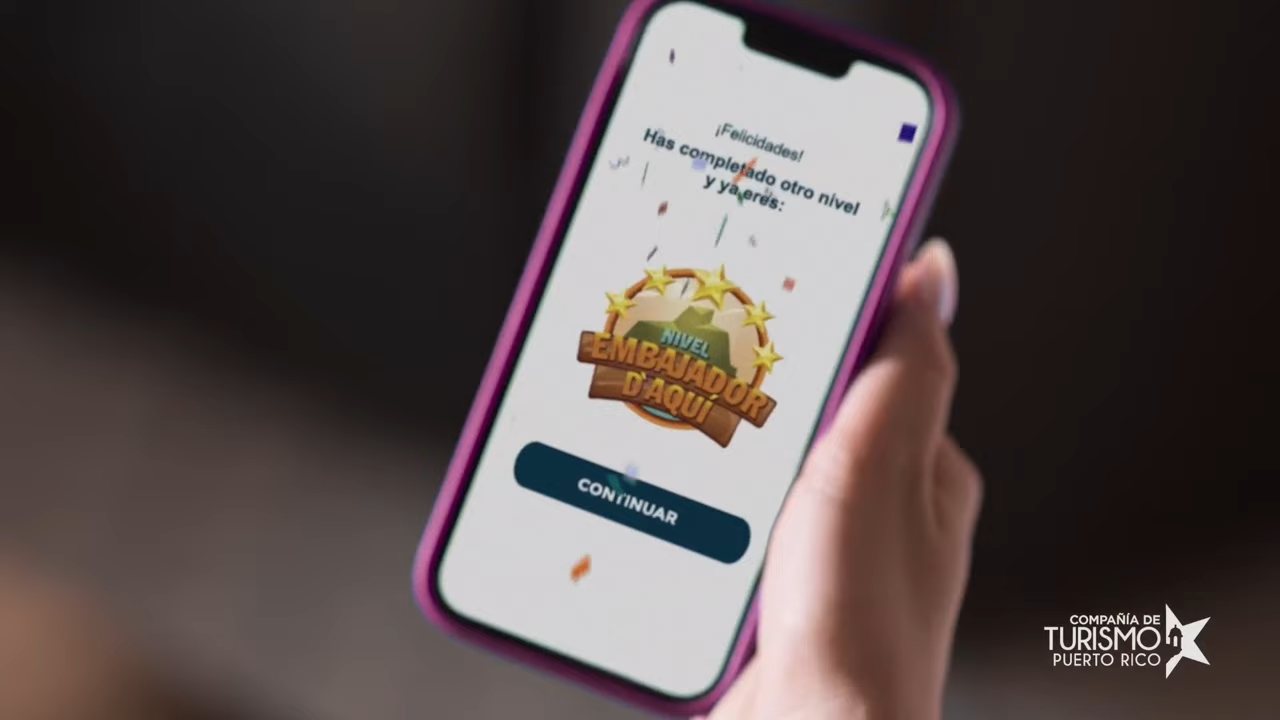 ¡Felicidades!
Has completado otro nivel
y ya eres:
NIVEL
EMBAJADOR
D'AQUÍ
CONTINUAR
COMPAÑÍA DE
TURISMO
PUERTO RICO